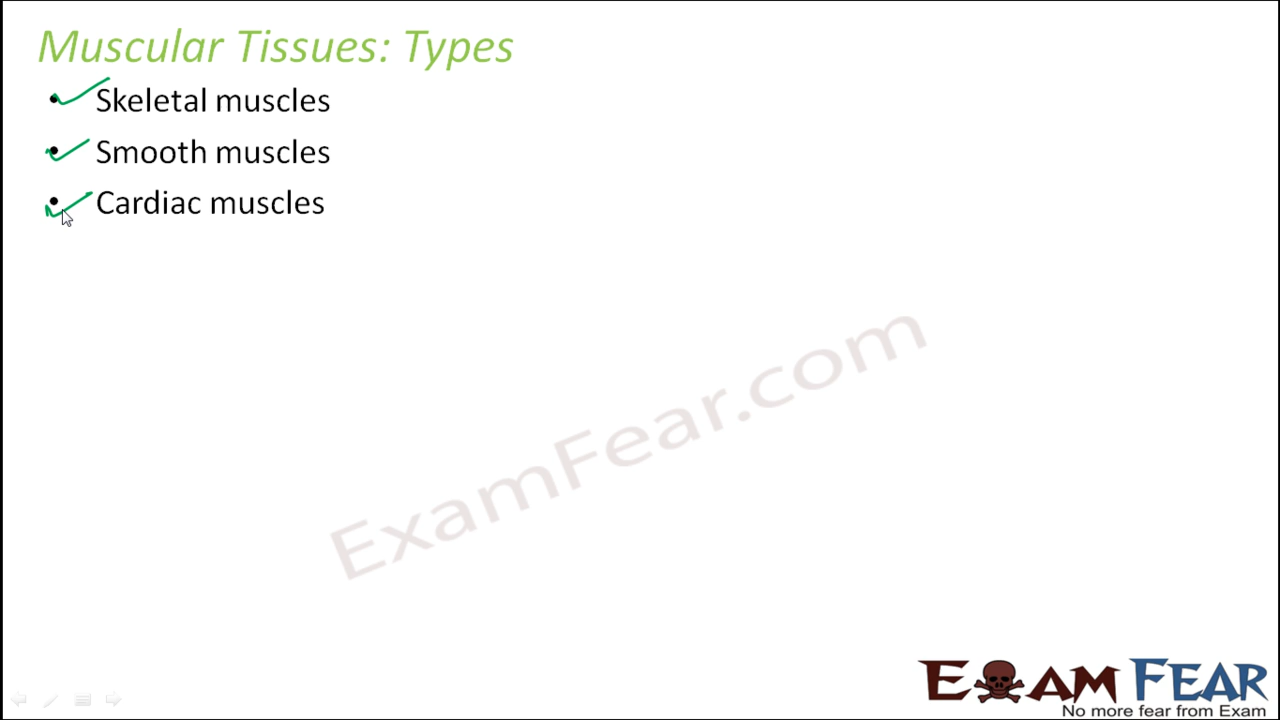 Muscular Tissues: Types
• Skeletal muscles
• Smooth muscles
• Cardiac muscles
ExamFear.com
EXAM FEAR
No more fear from Exam